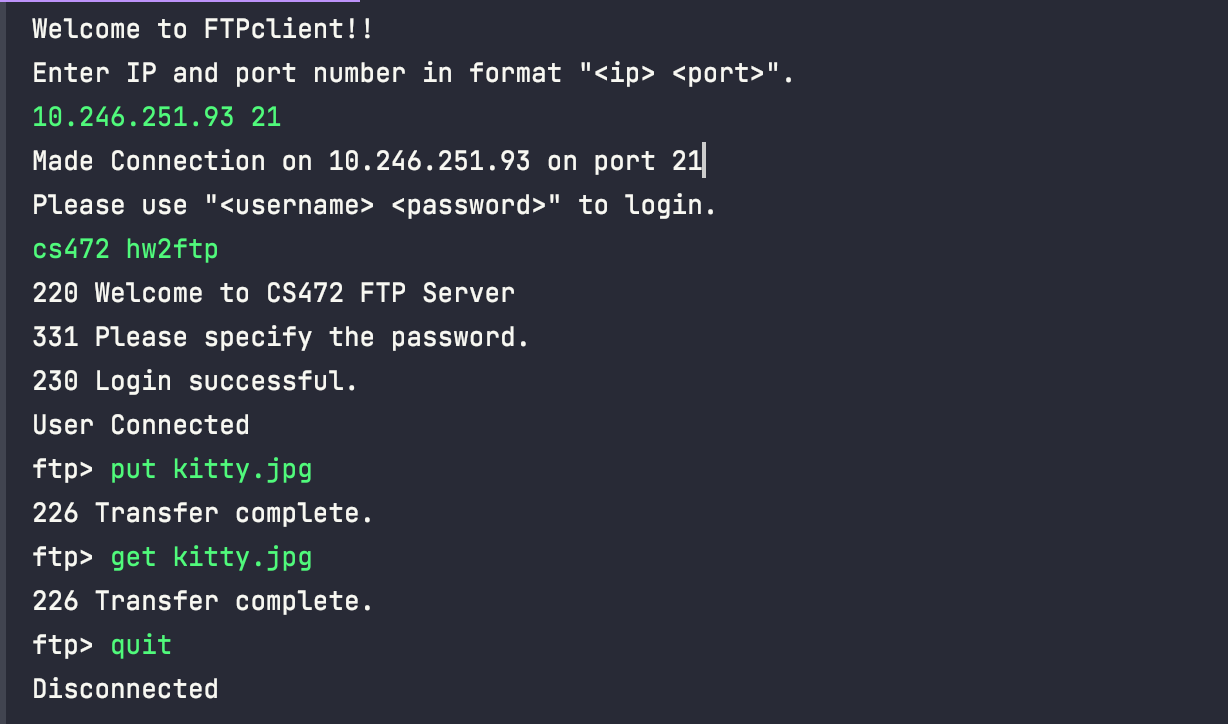 Welcome to FTPclient!!
Enter IP and port number in format "<ip> <port>".
10.246.251.93 21
Made Connection on 10.246.251.93 on port 21
Please use "<username> <password>" to login.
cs472 hw2ftp
220 Welcome to CS472 FTP Server
331 Please specify the password.
230 Login successful.
User Connected
ftp> put kitty.jpg
226 Transfer complete.
ftp> get kitty.jpg
226 Transfer complete.
ftp> quit
Disconnected